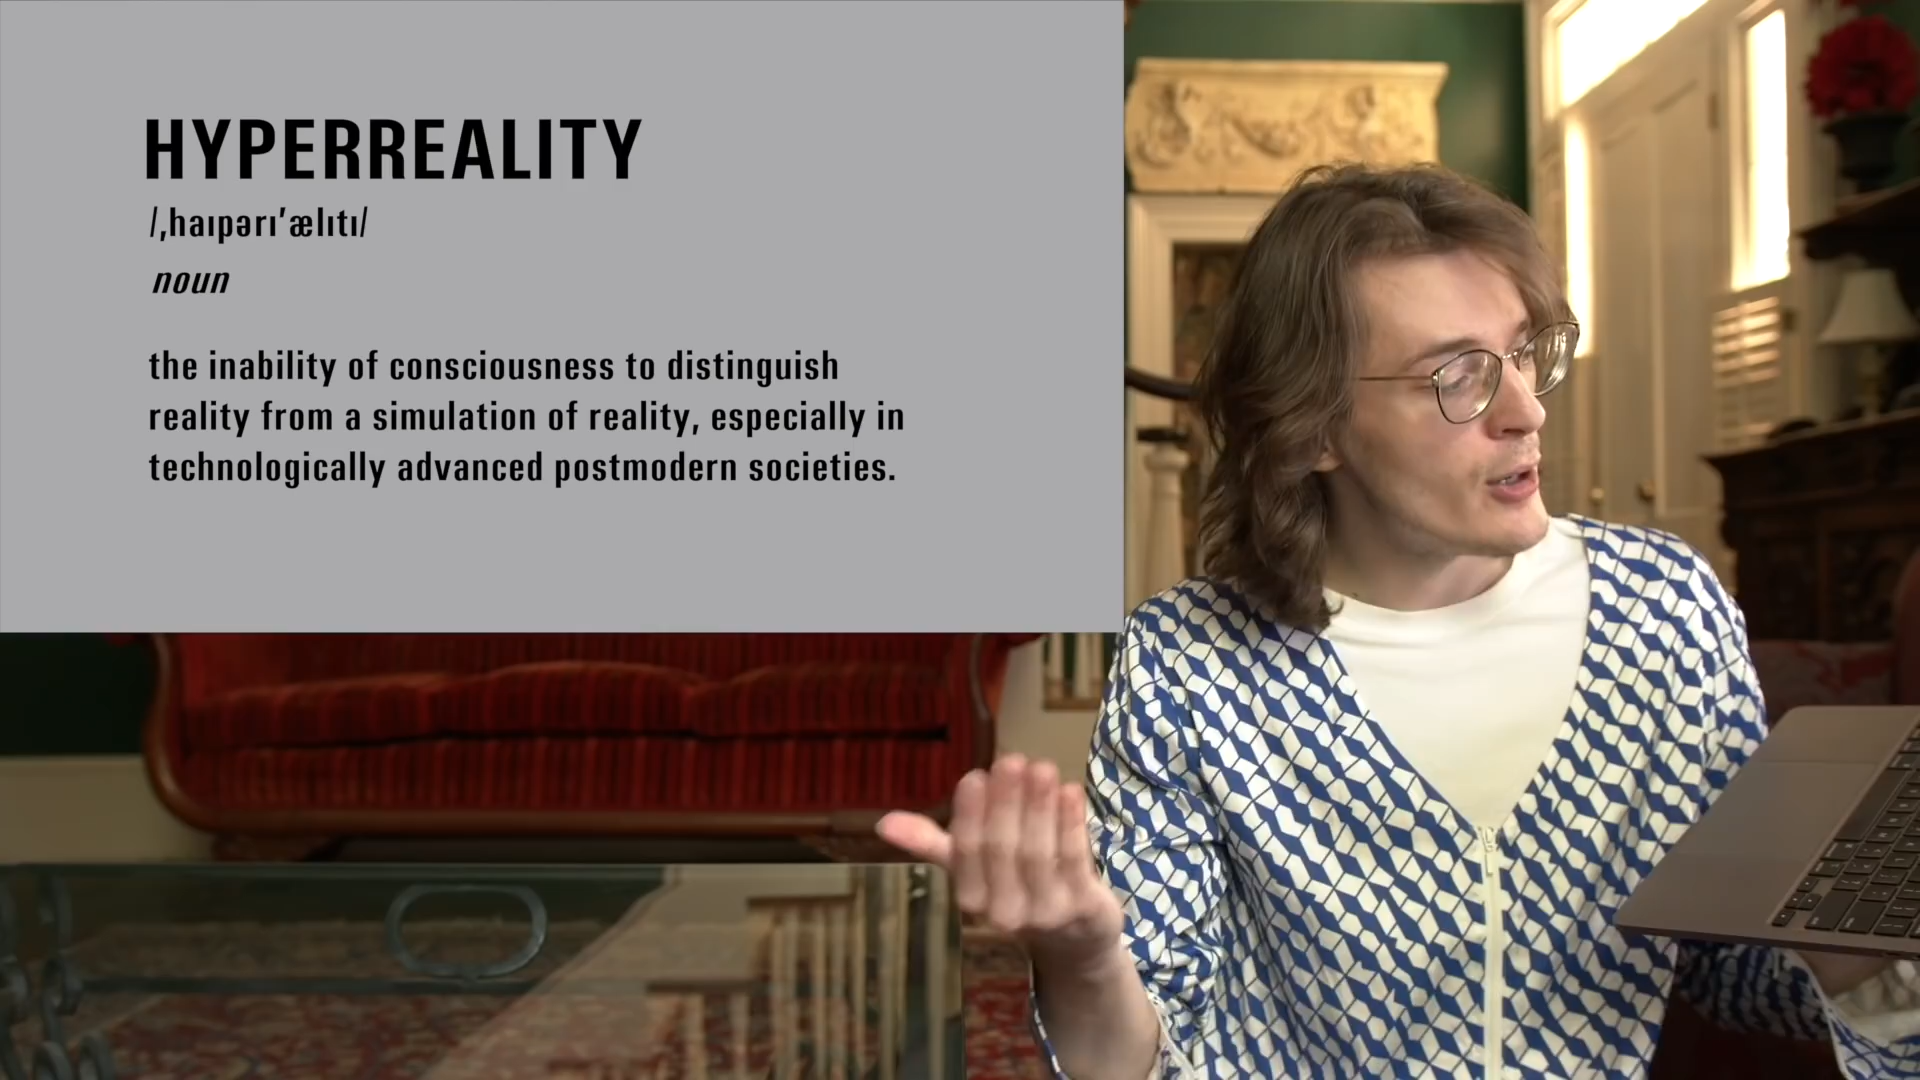 HYPERREALITY
/ˌhaɪpərɪˈælɪtɪ/
noun
the inability of consciousness to distinguish
reality from a simulation of reality, especially in
technologically advanced postmodern societies.